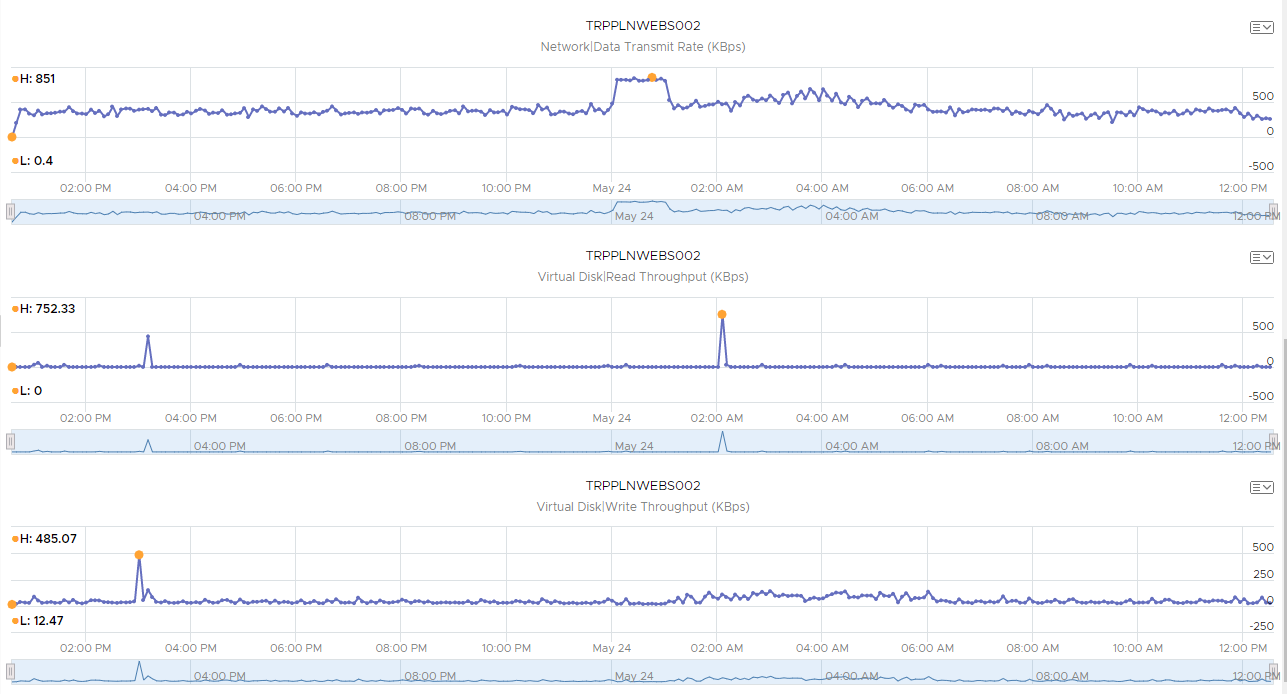 TRPPLNWEBS002
Network|Data Transmit Rate (KBps)
H: 851
500
0
L: 0.4
-500
02:00 PM 04:00 PM 06:00 PM 08:00 PM 10:00 PM May 24 02:00 AM 04:00 AM 06:00 AM 08:00 AM 10:00 AM 12:00 PM
04:00 PM 08:00 PM May 24 04:00 AM 08:00 AM 12:00 PM
TRPPLNWEBS002
Virtual Disk|Read Throughput (KBps)
H: 752.33
500
0
L: 0
-500
02:00 PM 04:00 PM 06:00 PM 08:00 PM 10:00 PM May 24 02:00 AM 04:00 AM 06:00 AM 08:00 AM 10:00 AM 12:00 PM
04:00 PM 08:00 PM May 24 04:00 AM 08:00 AM 12:00 PM
TRPPLNWEBS002
Virtual Disk|Write Throughput (KBps)
H: 485.07
500
250
0
L: 12.47
-250
02:00 PM 04:00 PM 06:00 PM 08:00 PM 10:00 PM May 24 02:00 AM 04:00 AM 06:00 AM 08:00 AM 10:00 AM 12:00 PM
04:00 PM 08:00 PM May 24 04:00 AM 08:00 AM 12:00 PM